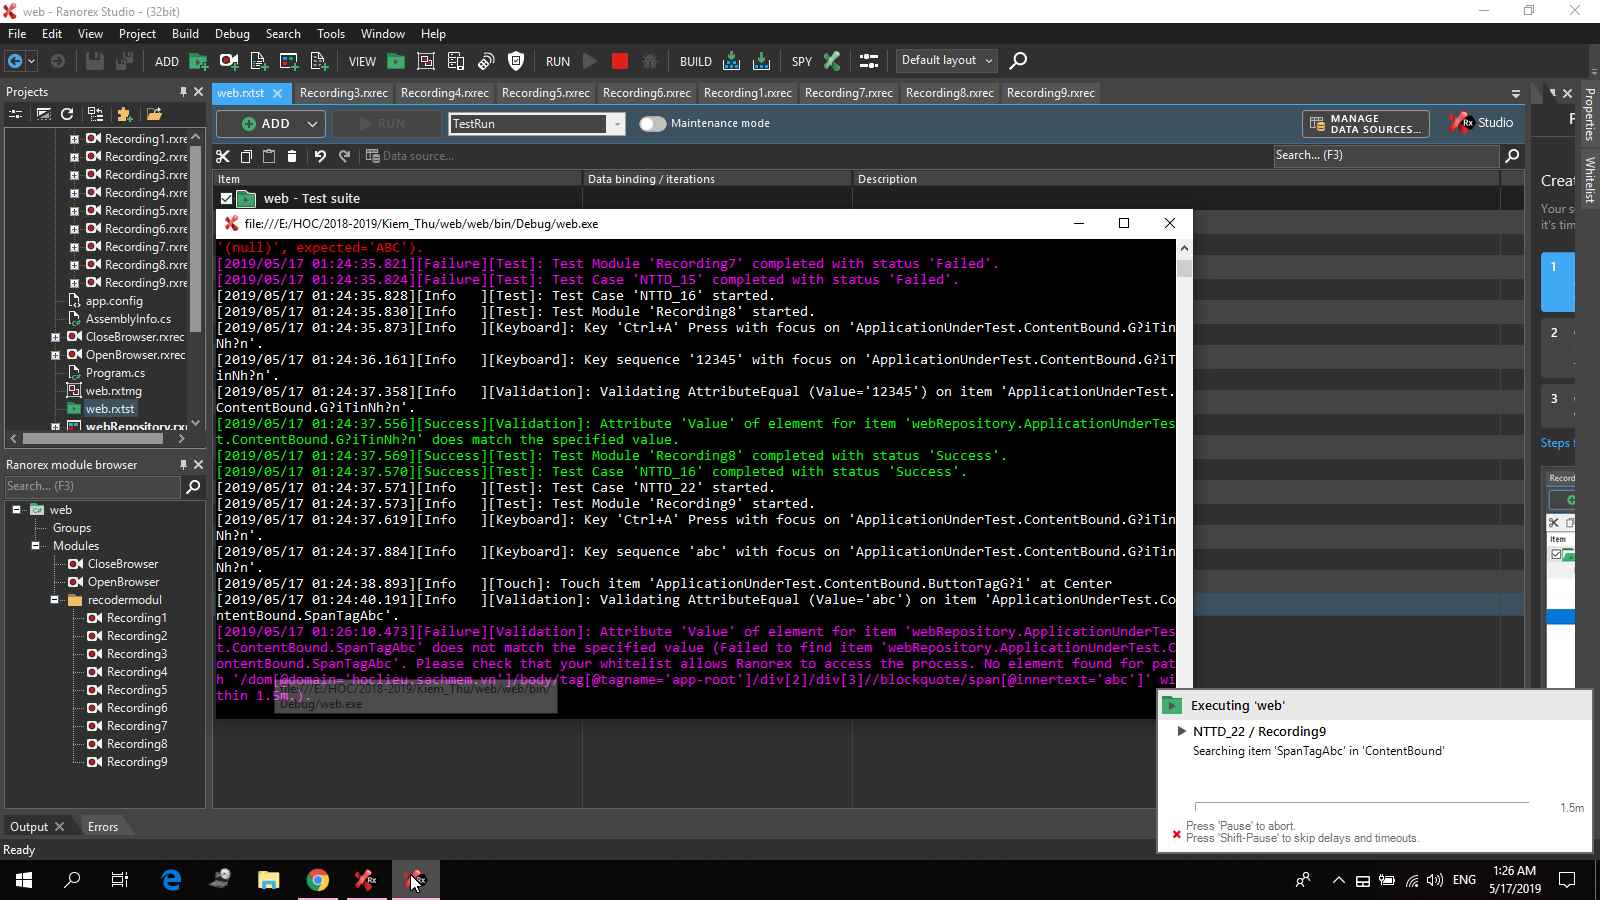 web - Ranorex Studio - (32bit)
File Edit View Project Build Debug Search Tools Window Help
ADD VIEW RUN BUILD SPY Default layout
Projects
web.rxtst Recording3.rxrec Recording4.rxrec Recording5.rxrec Recording6.rxrec Recording1.rxrec Recording7.rxrec Recording8.rxrec Recording9.rxrec
ADD RUN TestRun Maintenance mode MANAGE DATA SOURCES... Rx Studio
Data source... Search... (F3)
Item Data binding / iterations Description
web - Test suite
Recording1.rxre
Recording2.rxre
Recording3.rxre
Recording4.rxre
Recording5.rxre
Recording6.rxre
Recording7.rxre
Recording8.rxre
Recording9.rxre
app.config
AssemblyInfo.cs
CloseBrowser.rxrec
OpenBrowser.rxrec
Program.cs
web.rxtmg
web.rxtst
webRepository.rx
Ranorex module browser
Search... (F3)
web
Groups
Modules
CloseBrowser
OpenBrowser
recodermodul
Recording1
Recording2
Recording3
Recording4
Recording5
Recording6
Recording7
Recording8
Recording9
file:///E:/HOC/2018-2019/Kiem_Thu/web/web/bin/Debug/web.exe
'(null)', expected='ABC').
[2019/05/17 01:24:35.821][Failure][Test]: Test Module 'Recording7' completed with status 'Failed'.
[2019/05/17 01:24:35.824][Failure][Test]: Test Case 'NTTD_15' completed with status 'Failed'.
[2019/05/17 01:24:35.828][Info   ][Test]: Test Case 'NTTD_16' started.
[2019/05/17 01:24:35.830][Info   ][Test]: Test Module 'Recording8' started.
[2019/05/17 01:24:35.873][Info   ][Keyboard]: Key 'Ctrl+A' Press with focus on 'ApplicationUnderTest.ContentBound.G?iTin
Nh?n'.
[2019/05/17 01:24:36.161][Info   ][Keyboard]: Key sequence '12345' with focus on 'ApplicationUnderTest.ContentBound.G?iT
inNh?n'.
[2019/05/17 01:24:37.358][Info   ][Validation]: Validating AttributeEqual (Value='12345') on item 'ApplicationUnderTest.
ContentBound.G?iTinNh?n'.
[2019/05/17 01:24:37.556][Success][Validation]: Attribute 'Value' of element for item 'webRepository.ApplicationUnderTes
t.ContentBound.G?iTinNh?n' does match the specified value.
[2019/05/17 01:24:37.569][Success][Test]: Test Module 'Recording8' completed with status 'Success'.
[2019/05/17 01:24:37.570][Success][Test]: Test Case 'NTTD_16' completed with status 'Success'.
[2019/05/17 01:24:37.571][Info   ][Test]: Test Case 'NTTD_22' started.
[2019/05/17 01:24:37.573][Info   ][Test]: Test Module 'Recording9' started.
[2019/05/17 01:24:37.619][Info   ][Keyboard]: Key 'Ctrl+A' Press with focus on 'ApplicationUnderTest.ContentBound.G?iTin
Nh?n'.
[2019/05/17 01:24:37.884][Info   ][Keyboard]: Key sequence 'abc' with focus on 'ApplicationUnderTest.ContentBound.G?iTin
Nh?n'.
[2019/05/17 01:24:38.893][Info   ][Touch]: Touch item 'ApplicationUnderTest.ContentBound.ButtonTagG?i' at Center
[2019/05/17 01:24:40.191][Info   ][Validation]: Validating AttributeEqual (Value='abc') on item 'ApplicationUnderTest.Co
ntentBound.SpanTagAbc'.
[2019/05/17 01:26:10.473][Failure][Validation]: Attribute 'Value' of element for item 'webRepository.ApplicationUnderTes
t.ContentBound.SpanTagAbc' does not match the specified value (Failed to find item 'webRepository.ApplicationUnderTest.C
ontentBound.SpanTagAbc'. Please check that your whitelist allows Ranorex to access the process. No element found for pat
h '/dom[@domain='hoclieu.sachmem.vn']/body/tag[@tagname='app-root']/div[2]/div[3]//blockquote/span[@innertext='abc']' wi
thin 1.5m.).
file:///E:/HOC/2018-2019/Kiem_Thu/web/web/bin/
Debug/web.exe
Properties
Whitelist
Crea
Your s
it's tim
1
2
3
Steps f
Record
Item
Executing 'web'
NTTD_22 / Recording9
Searching item 'SpanTagAbc' in 'ContentBound'
1.5m
Press 'Pause' to abort.
Press 'Shift-Pause' to skip delays and timeouts.
Output Errors
Ready
ENG
1:26 AM
5/17/2019